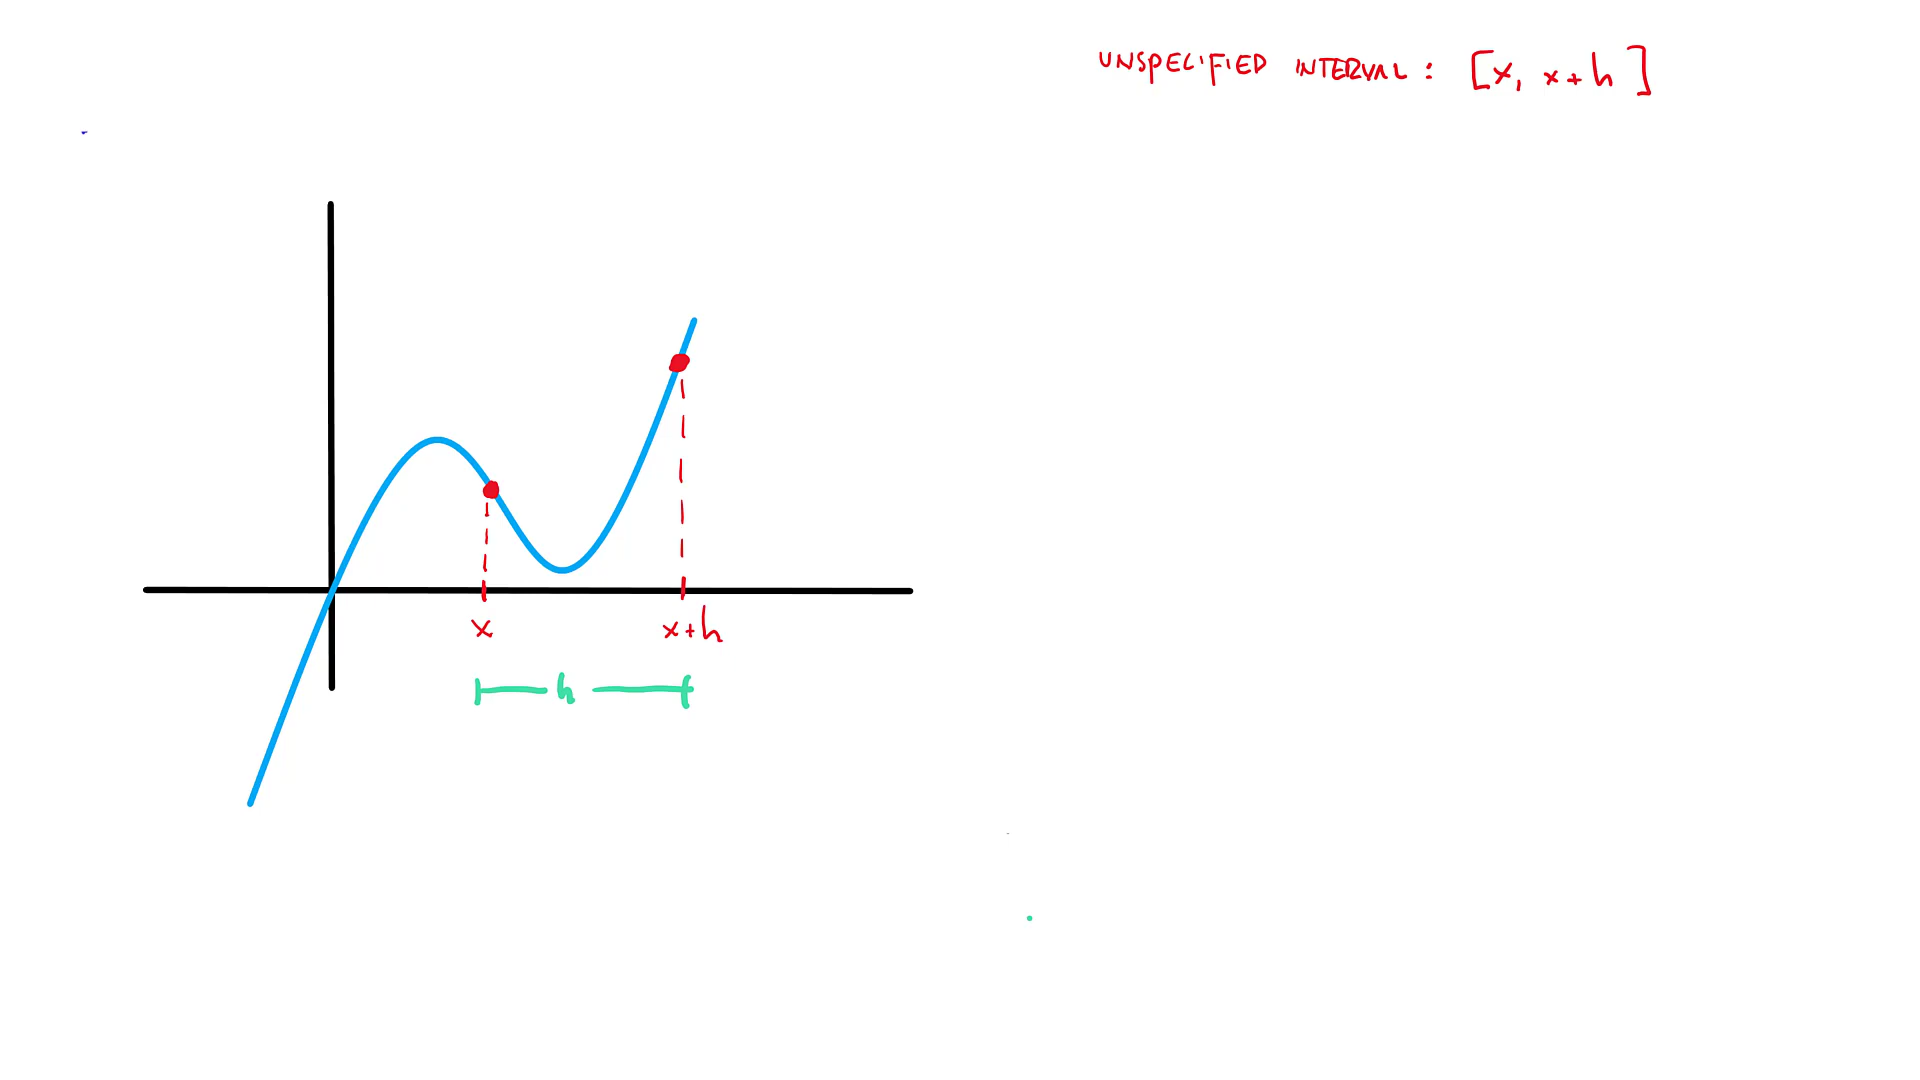 UNSPECIFIED INTERVAL: [x, x+h]
x
x+h
h